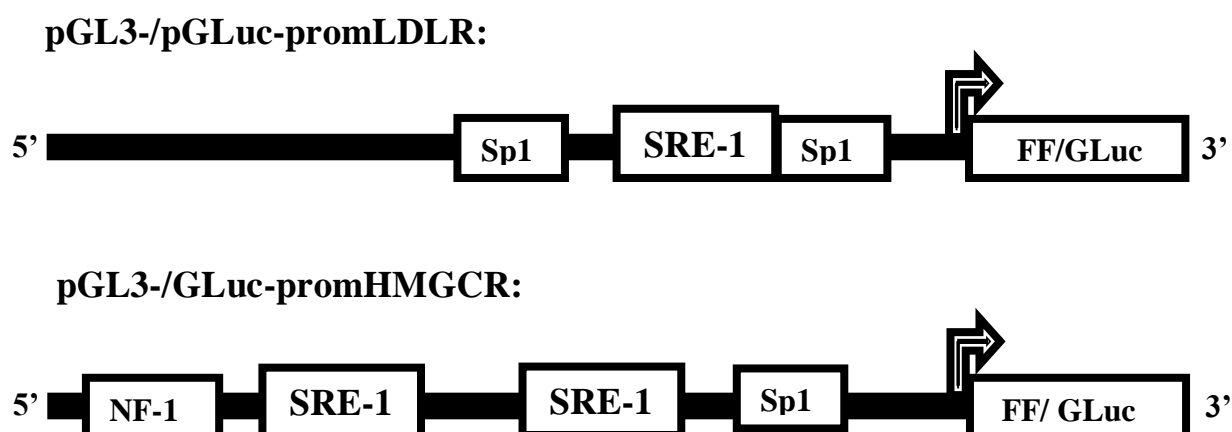 pGL3-/pGLuc-promLDLR:
5’ Sp1 SRE-1 Sp1 FF/GLuc 3’
pGL3-/GLuc-promHMGCR:
5’ NF-1 SRE-1 SRE-1 Sp1 FF/ GLuc 3’